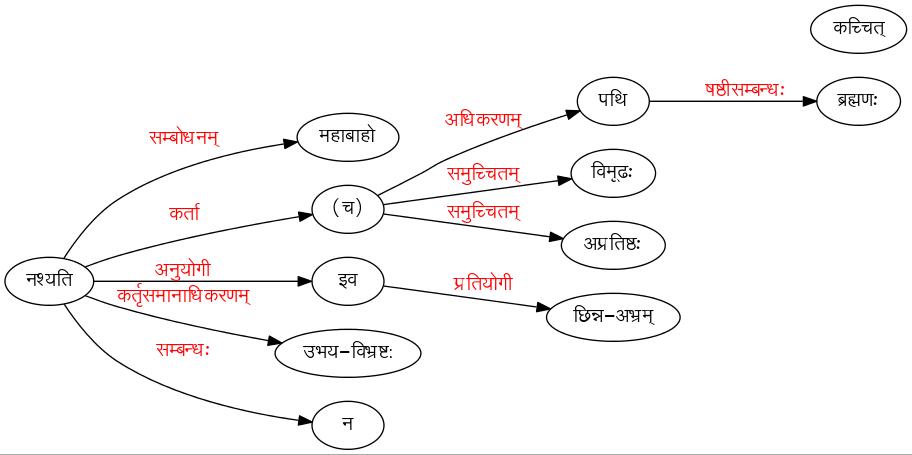 कच्चित्
पथि
षष्ठीसम्बन्धः
ब्रह्मणः
अधिकरणम्
सम्बोधनम्
महाबाहो
समुच्चितम्
विमूढः
कर्ता
(च)
समुच्चितम्
अप्रतिष्ठः
नश्यति
अनुयोगी
इव
प्रतियोगी
कर्तृसमानाधिकरणम्
छिन्न-अभ्रम्
सम्बन्धः
उभय-विभ्रष्टः
न